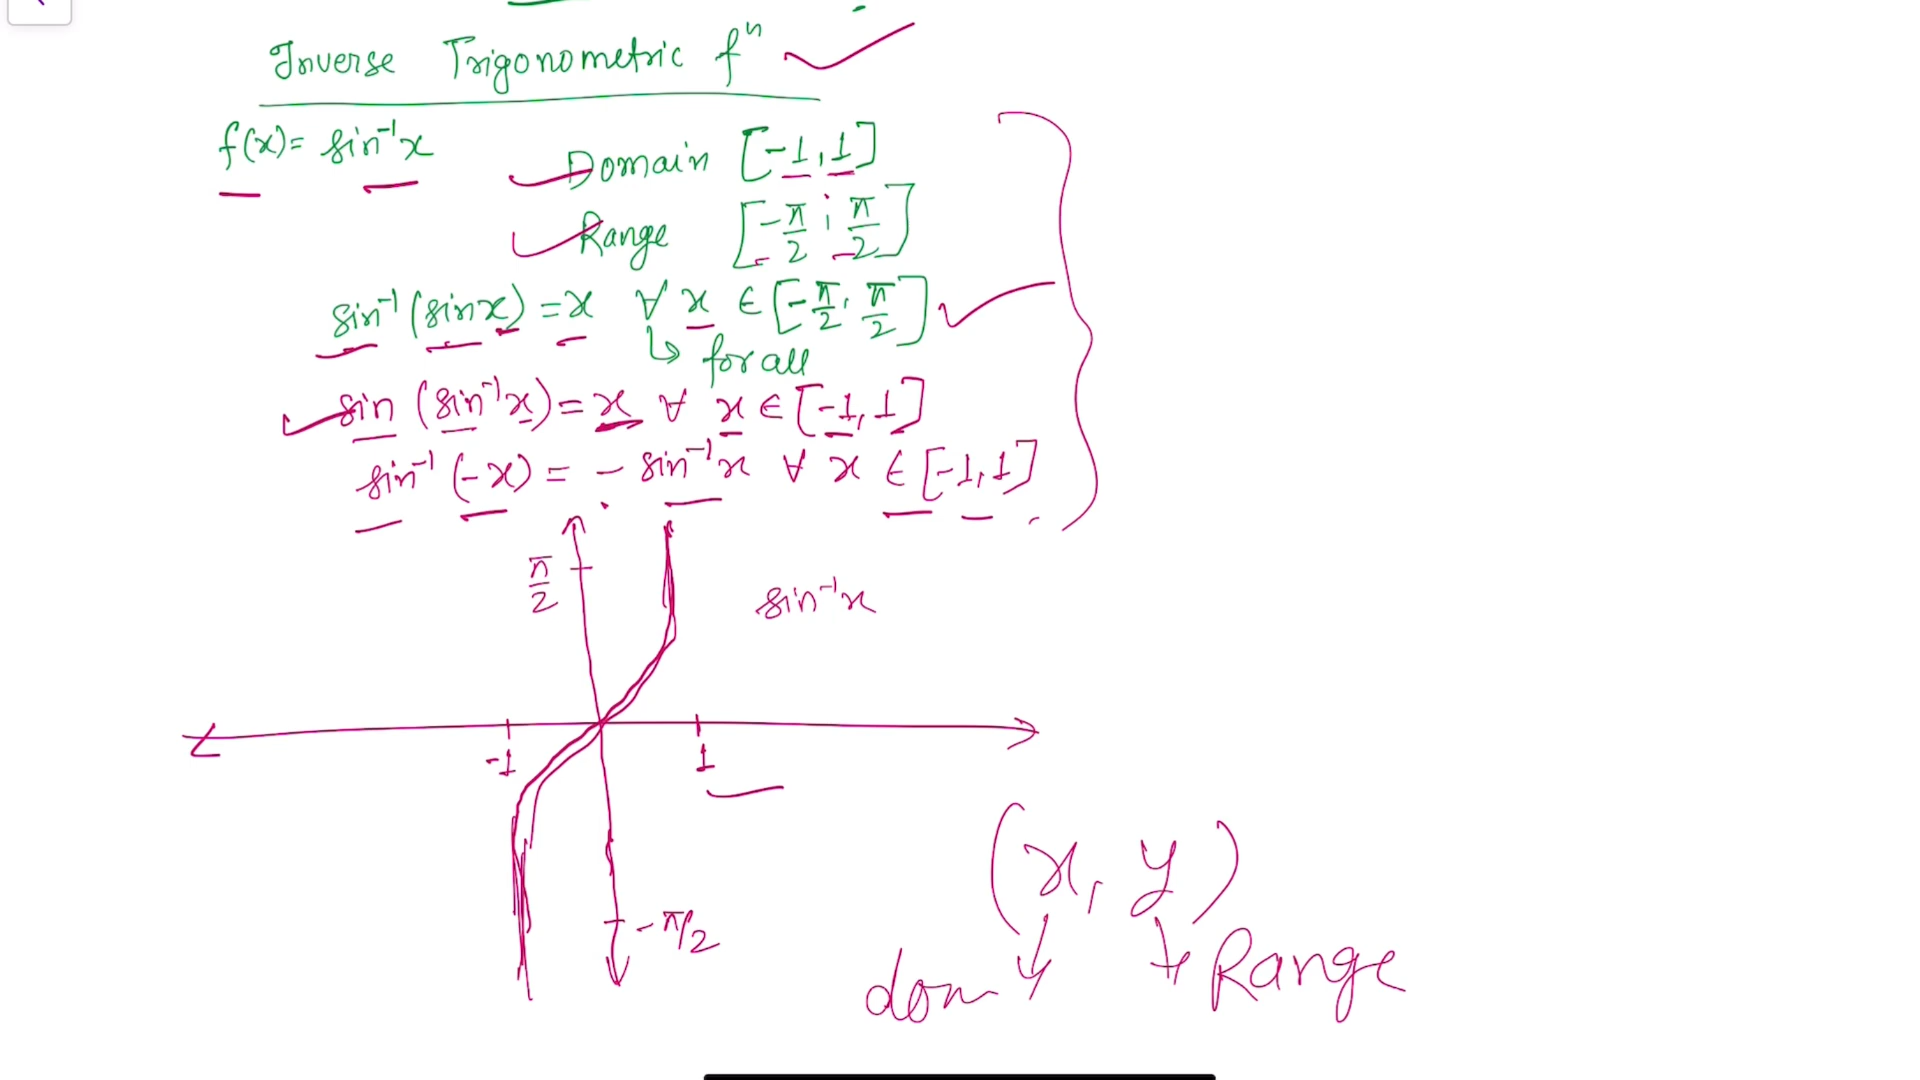 Inverse Trigonometric fⁿ
f(x) = sin⁻¹x
Domain [-1, 1]
Range [-π/2, π/2]
sin⁻¹(sinx) = x ∀ x ∈ [-π/2, π/2]
↳ for all
sin (sin⁻¹x) = x ∀ x ∈ [-1, 1]
sin⁻¹(-x) = - sin⁻¹x ∀ x ∈ [-1, 1]
π/2
sin⁻¹x
-1 1
(x, y)
-π/2
dom Range